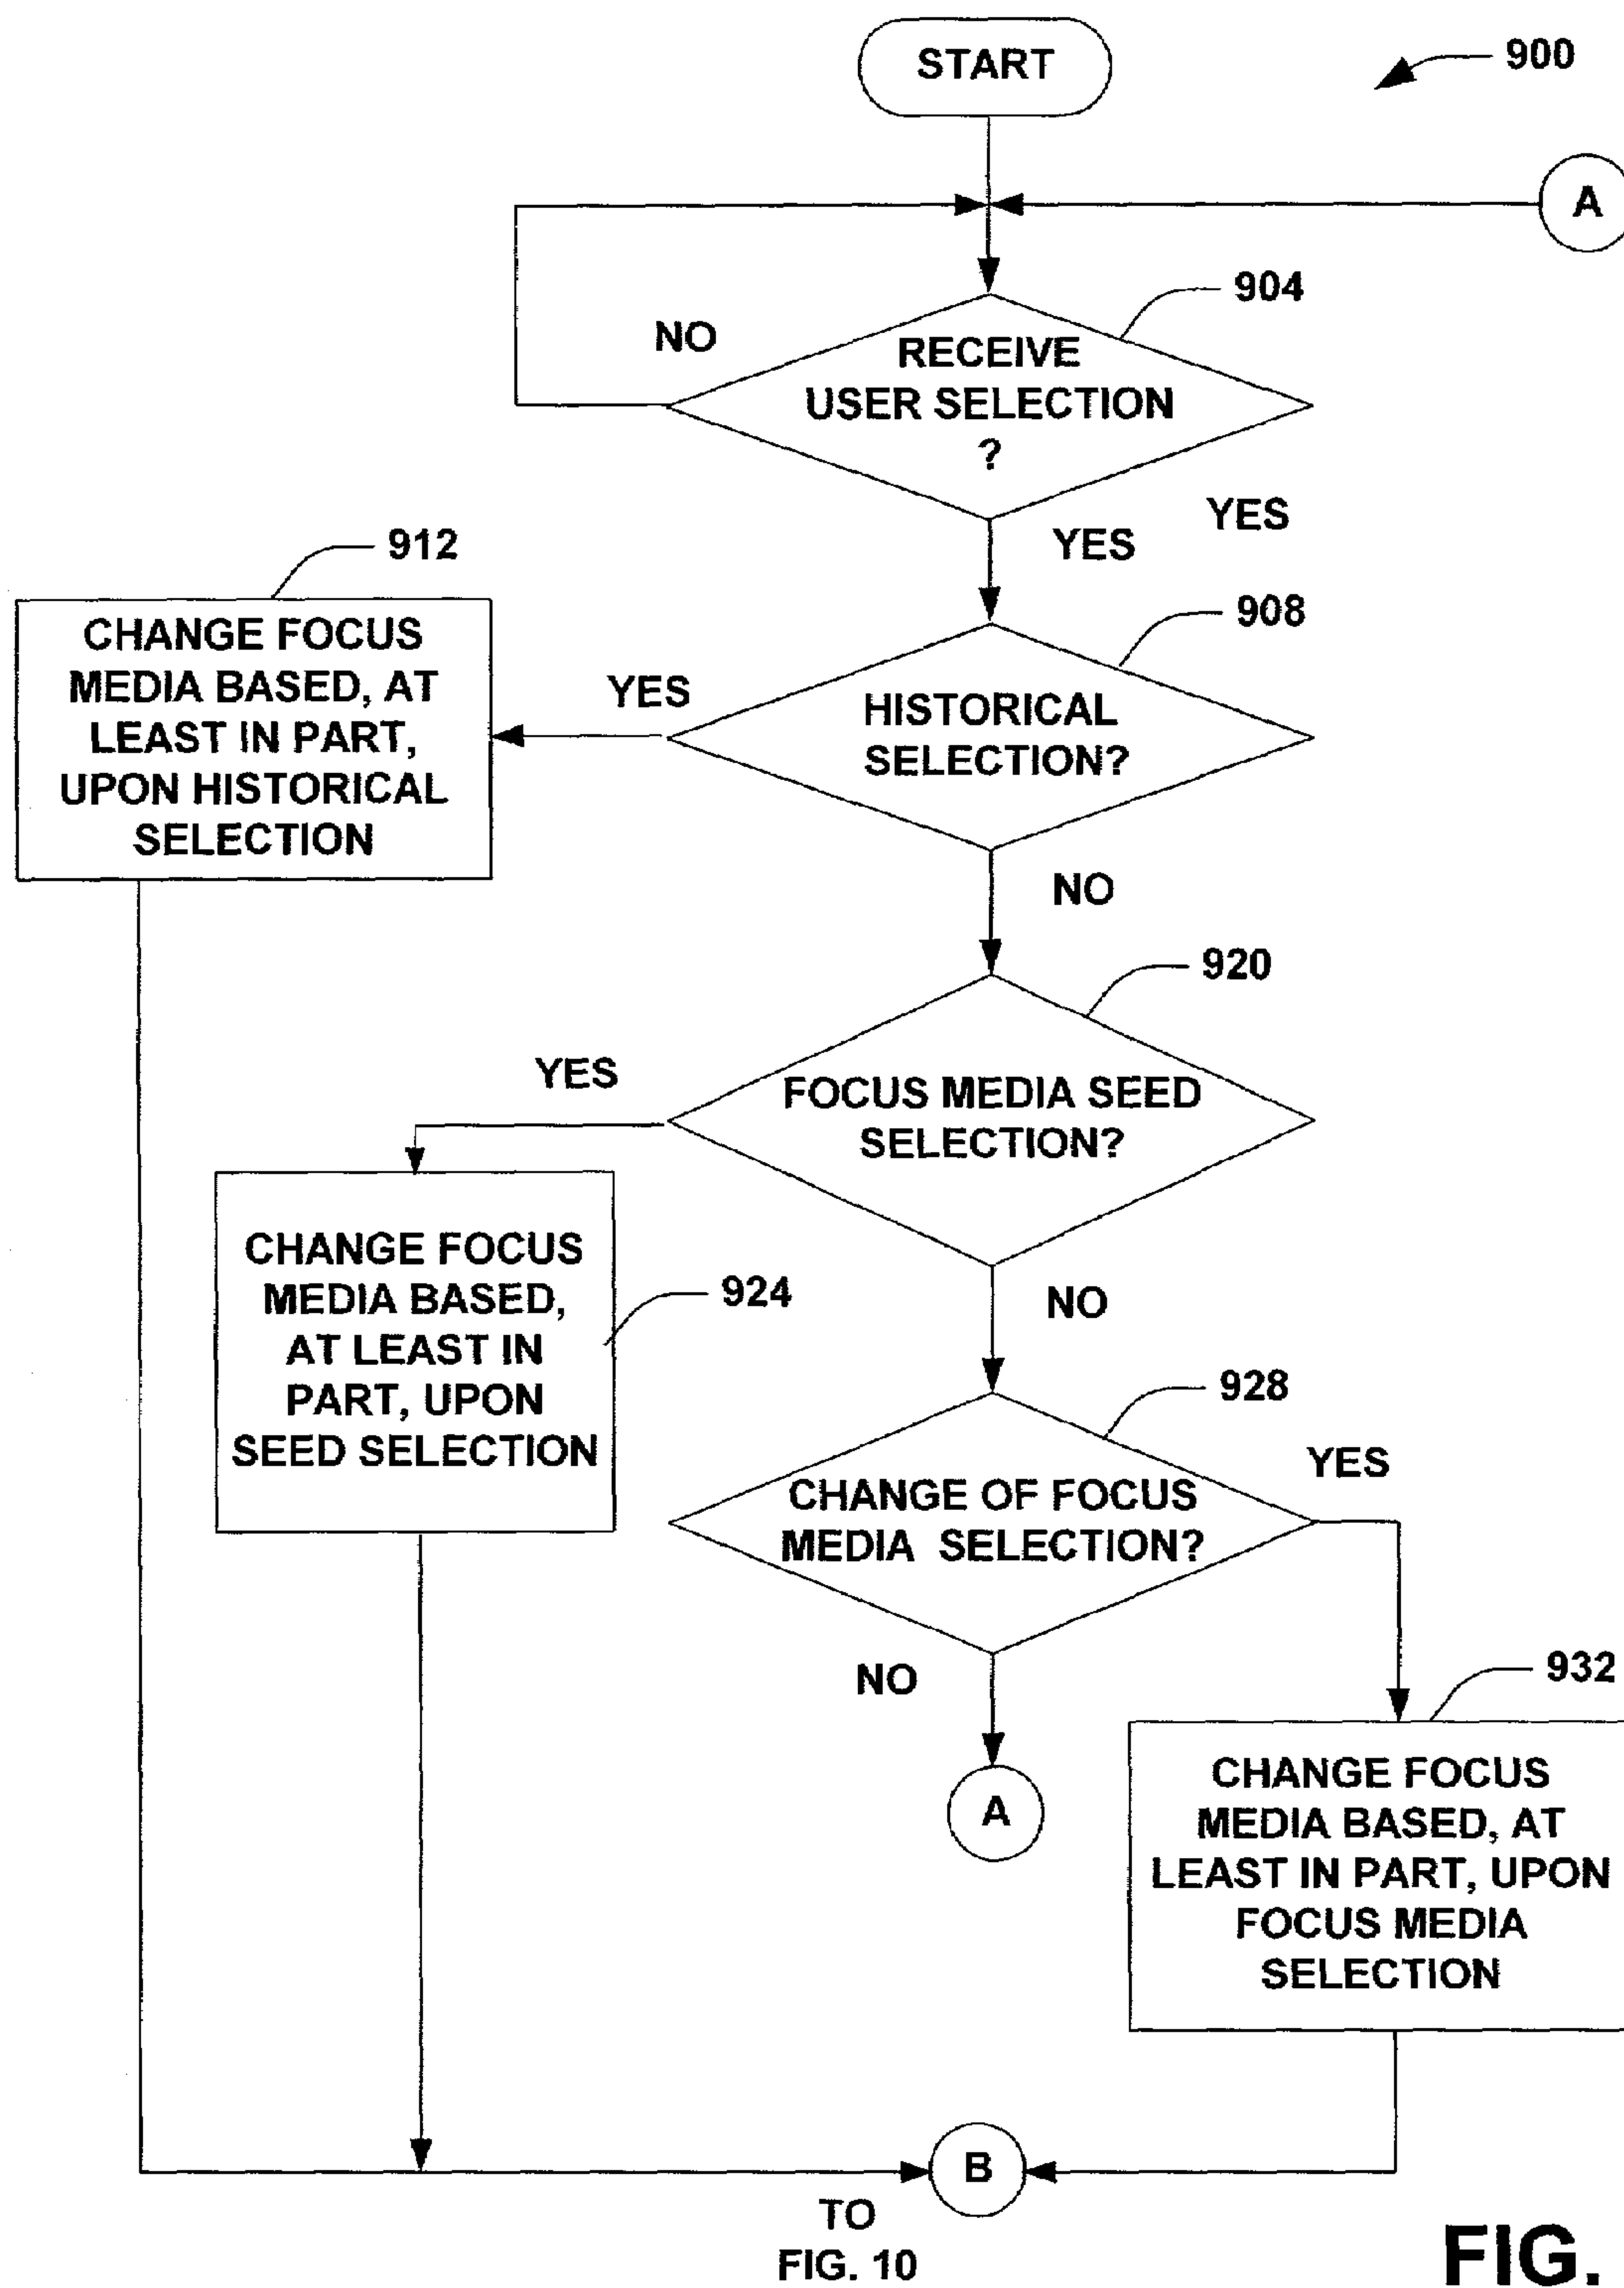 START
900
A
904
NO
RECEIVE
USER SELECTION
?
YES
YES
912
908
CHANGE FOCUS
MEDIA BASED, AT
LEAST IN PART,
UPON HISTORICAL
SELECTION
YES
HISTORICAL
SELECTION?
NO
920
YES
FOCUS MEDIA SEED
SELECTION?
CHANGE FOCUS
MEDIA BASED,
AT LEAST IN
PART, UPON
SEED SELECTION
924
NO
928
YES
CHANGE OF FOCUS
MEDIA SELECTION?
NO
932
A
CHANGE FOCUS
MEDIA BASED, AT
LEAST IN PART, UPON
FOCUS MEDIA
SELECTION
B
TO
FIG. 10
FIG.